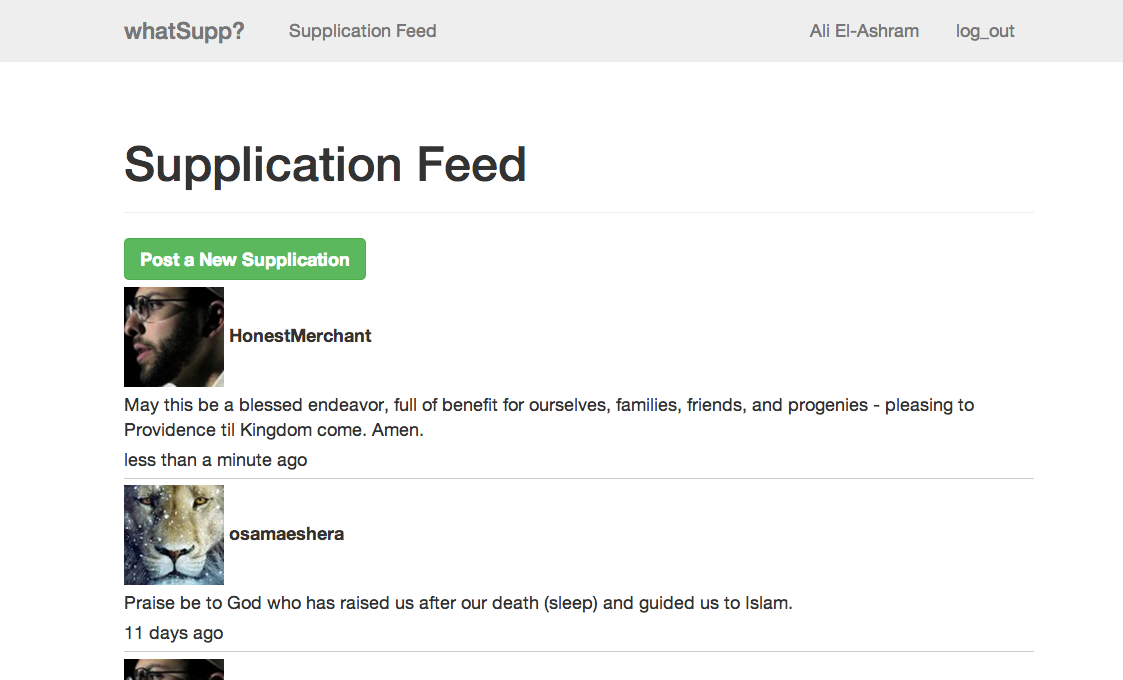 whatSupp? Supplication Feed Ali El-Ashram log_out
Supplication Feed
Post a New Supplication
HonestMerchant
May this be a blessed endeavor, full of benefit for ourselves, families, friends, and progenies - pleasing to
Providence til Kingdom come. Amen.
less than a minute ago
osamaeshera
Praise be to God who has raised us after our death (sleep) and guided us to Islam.
11 days ago